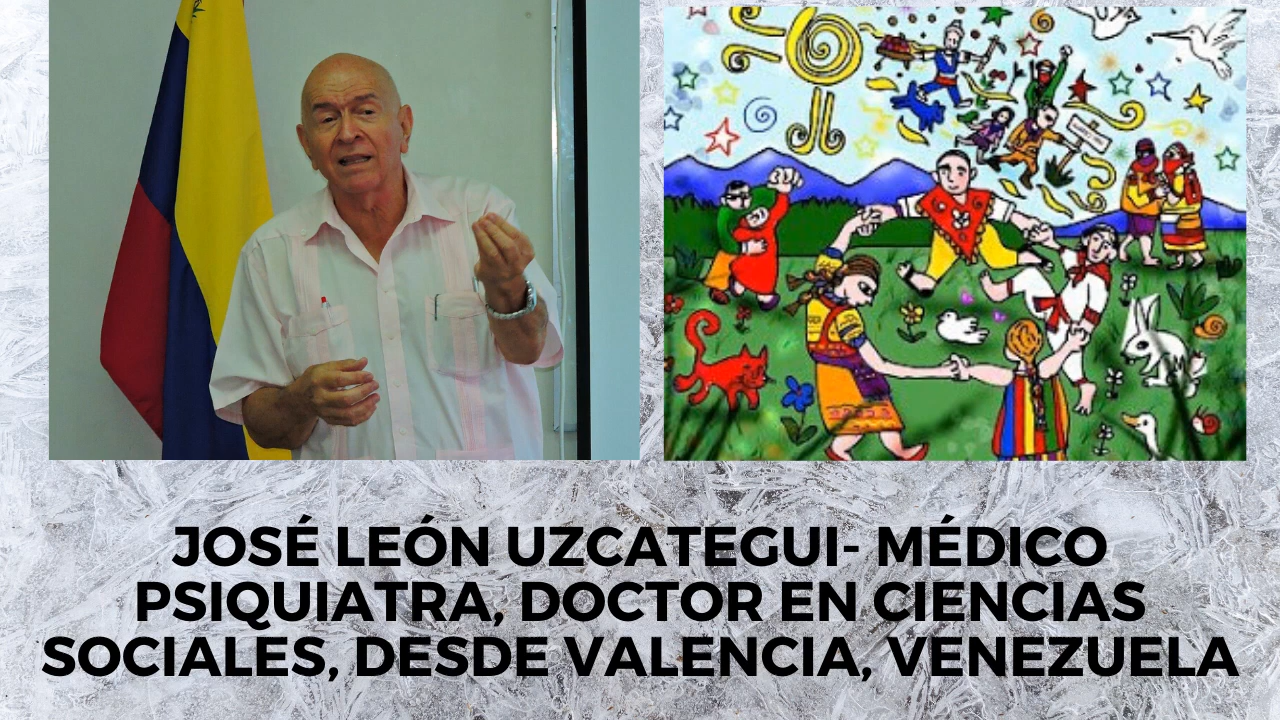 JOSÉ LEÓN UZCATEGUI- MÉDICO
PSIQUIATRA, DOCTOR EN CIENCIAS
SOCIALES, DESDE VALENCIA, VENEZUELA